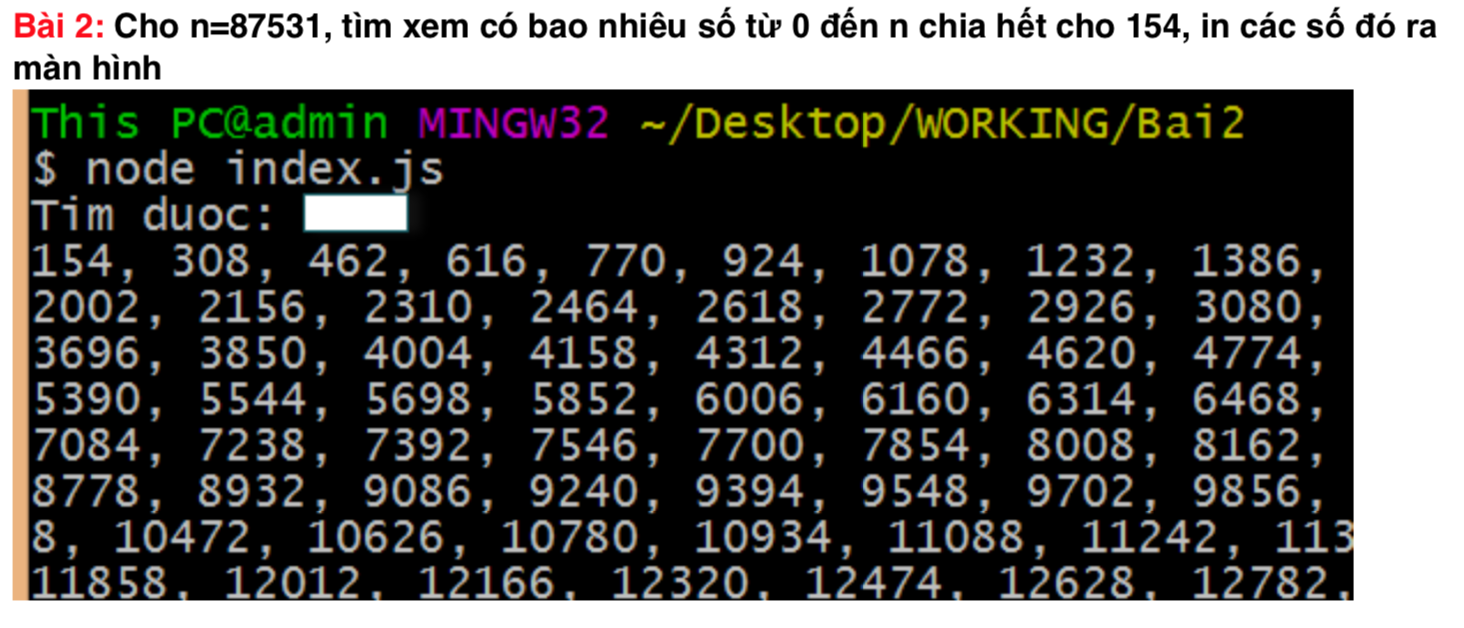 Bài 2: Cho n=87531, tìm xem có bao nhiêu số từ 0 đến n chia hết cho 154, in các số đó ra
màn hình
This PC@admin MINGW32 ~/Desktop/WORKING/Bai2
$ node index.js
Tim duoc:
154, 308, 462, 616, 770, 924, 1078, 1232, 1386,
2002, 2156, 2310, 2464, 2618, 2772, 2926, 3080,
3696, 3850, 4004, 4158, 4312, 4466, 4620, 4774,
5390, 5544, 5698, 5852, 6006, 6160, 6314, 6468,
7084, 7238, 7392, 7546, 7700, 7854, 8008, 8162,
8778, 8932, 9086, 9240, 9394, 9548, 9702, 9856,
8, 10472, 10626, 10780, 10934, 11088, 11242, 113
11858, 12012, 12166, 12320, 12474, 12628, 12782,